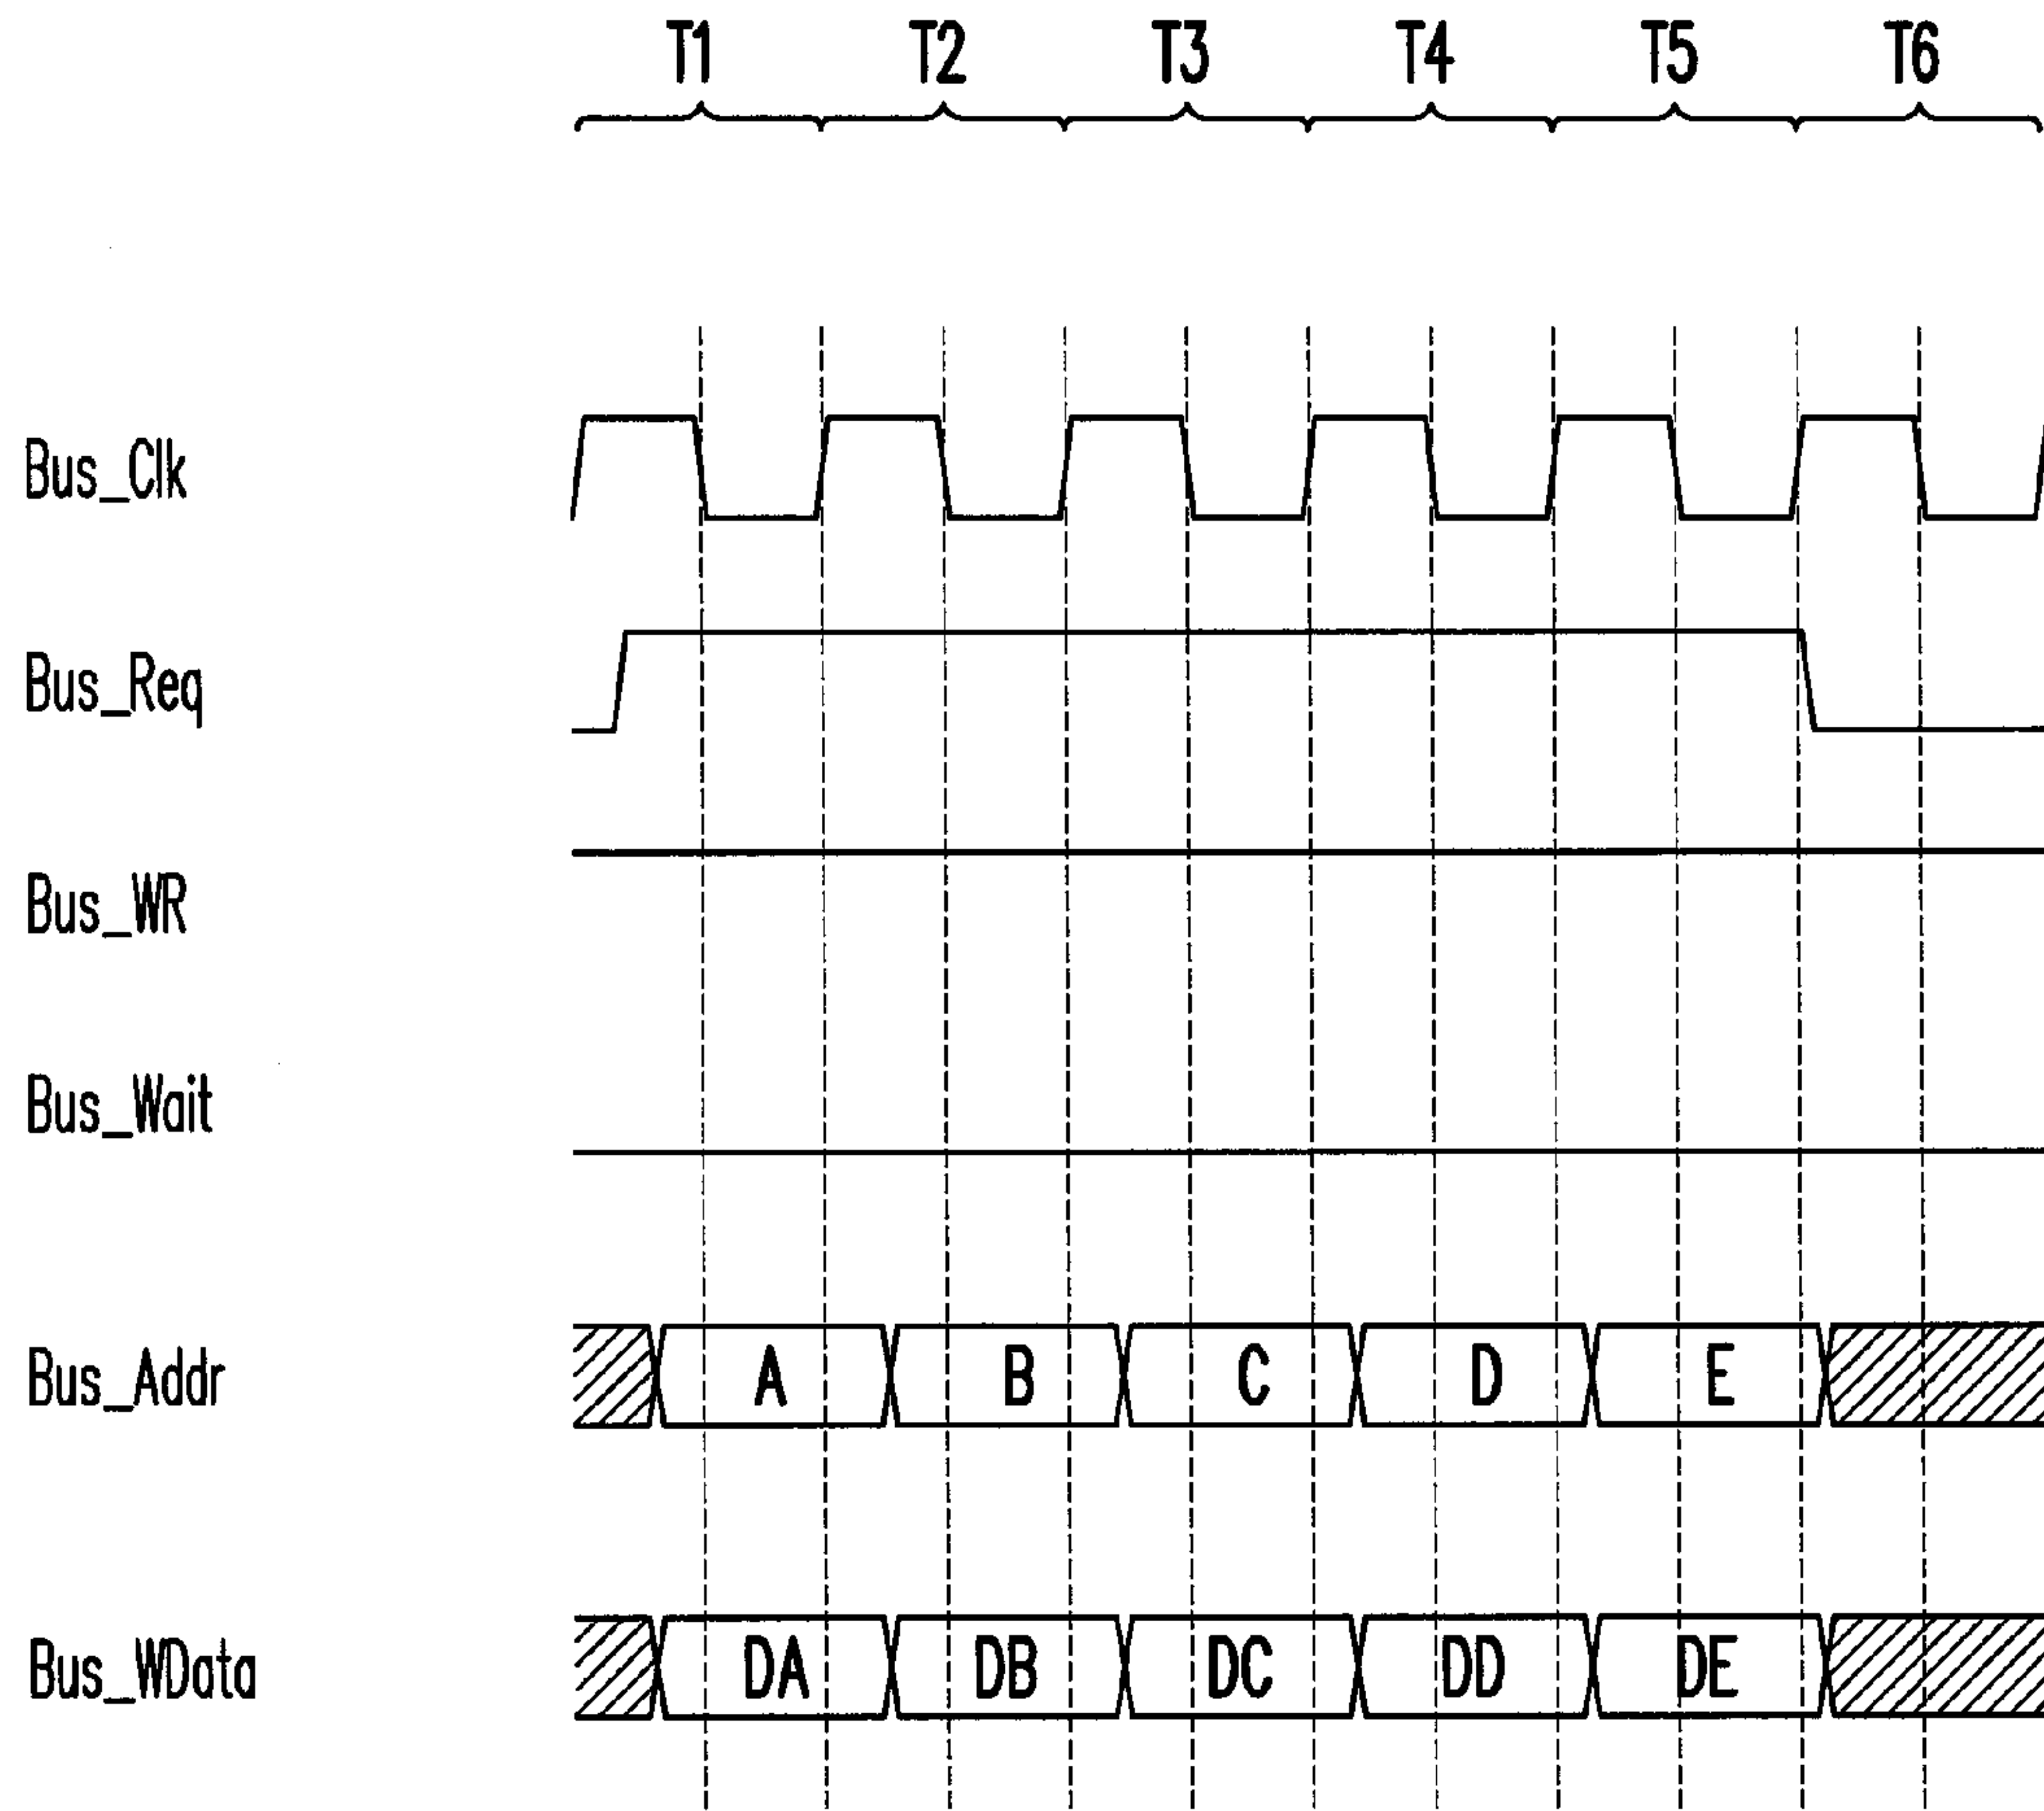 T1 T2 T3 T4 T5 T6
Bus_Clk
Bus_Req
Bus_WR
Bus_Wait
Bus_Addr A B C D E
Bus_WData DA DB DC DD DE